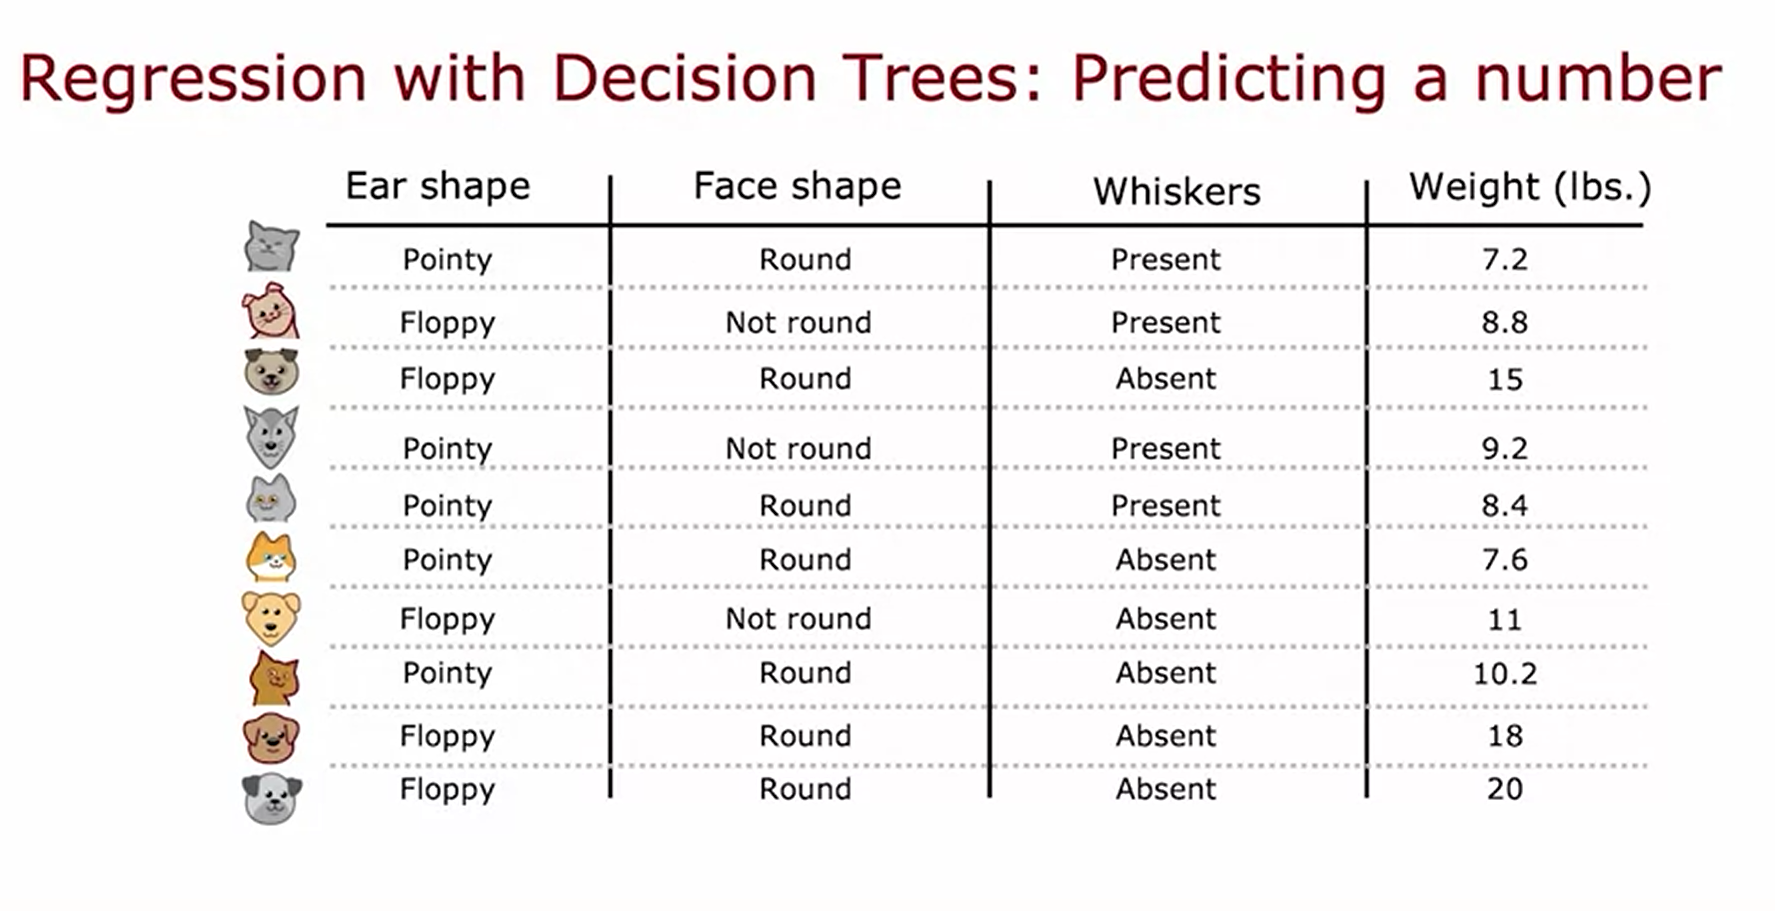 Regression with Decision Trees: Predicting a number
Ear shape Face shape Whiskers Weight (lbs.)
Pointy Round Present 7.2
Floppy Not round Present 8.8
Floppy Round Absent 15
Pointy Not round Present 9.2
Pointy Round Present 8.4
Pointy Round Absent 7.6
Floppy Not round Absent 11
Pointy Round Absent 10.2
Floppy Round Absent 18
Floppy Round Absent 20